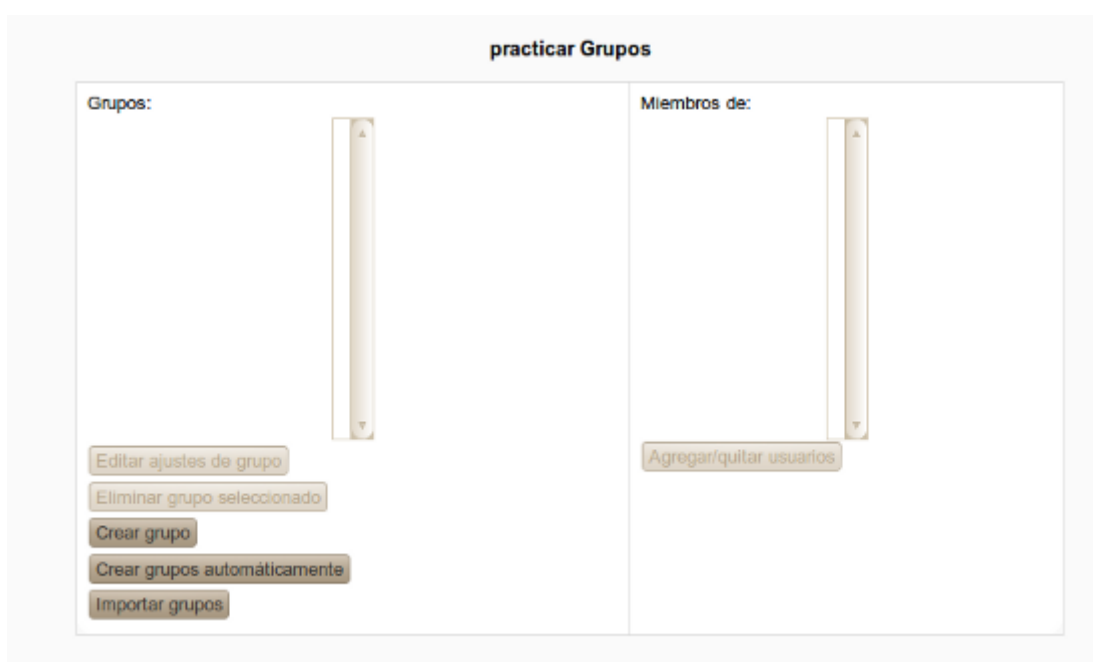 practicar Grupos
Grupos:
Miembros de:
Editar ajustes de grupo
Eliminar grupo seleccionado
Crear grupo
Crear grupos automáticamente
Importar grupos
Agregar/quitar usuarios